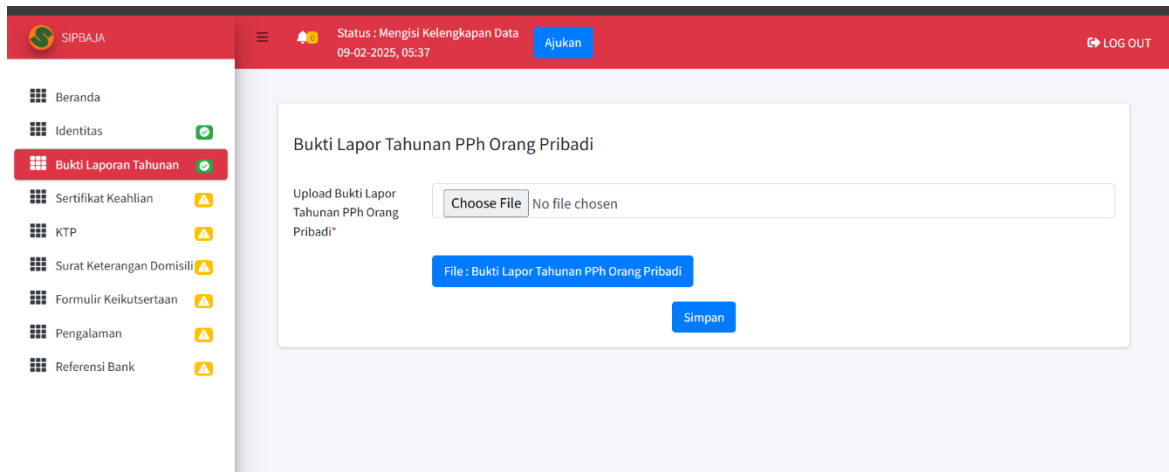 SIPBAJA
0
Status : Mengisi Kelengkapan Data
09-02-2025, 05:37
Ajukan
LOG OUT
Beranda
Identitas
Bukti Laporan Tahunan
Sertifikat Keahlian
KTP
Surat Keterangan Domisili
Formulir Keikutsertaan
Pengalaman
Referensi Bank
Bukti Lapor Tahunan PPh Orang Pribadi
Upload Bukti Lapor
Tahunan PPh Orang
Pribadi*
Choose File No file chosen
File : Bukti Lapor Tahunan PPh Orang Pribadi
Simpan